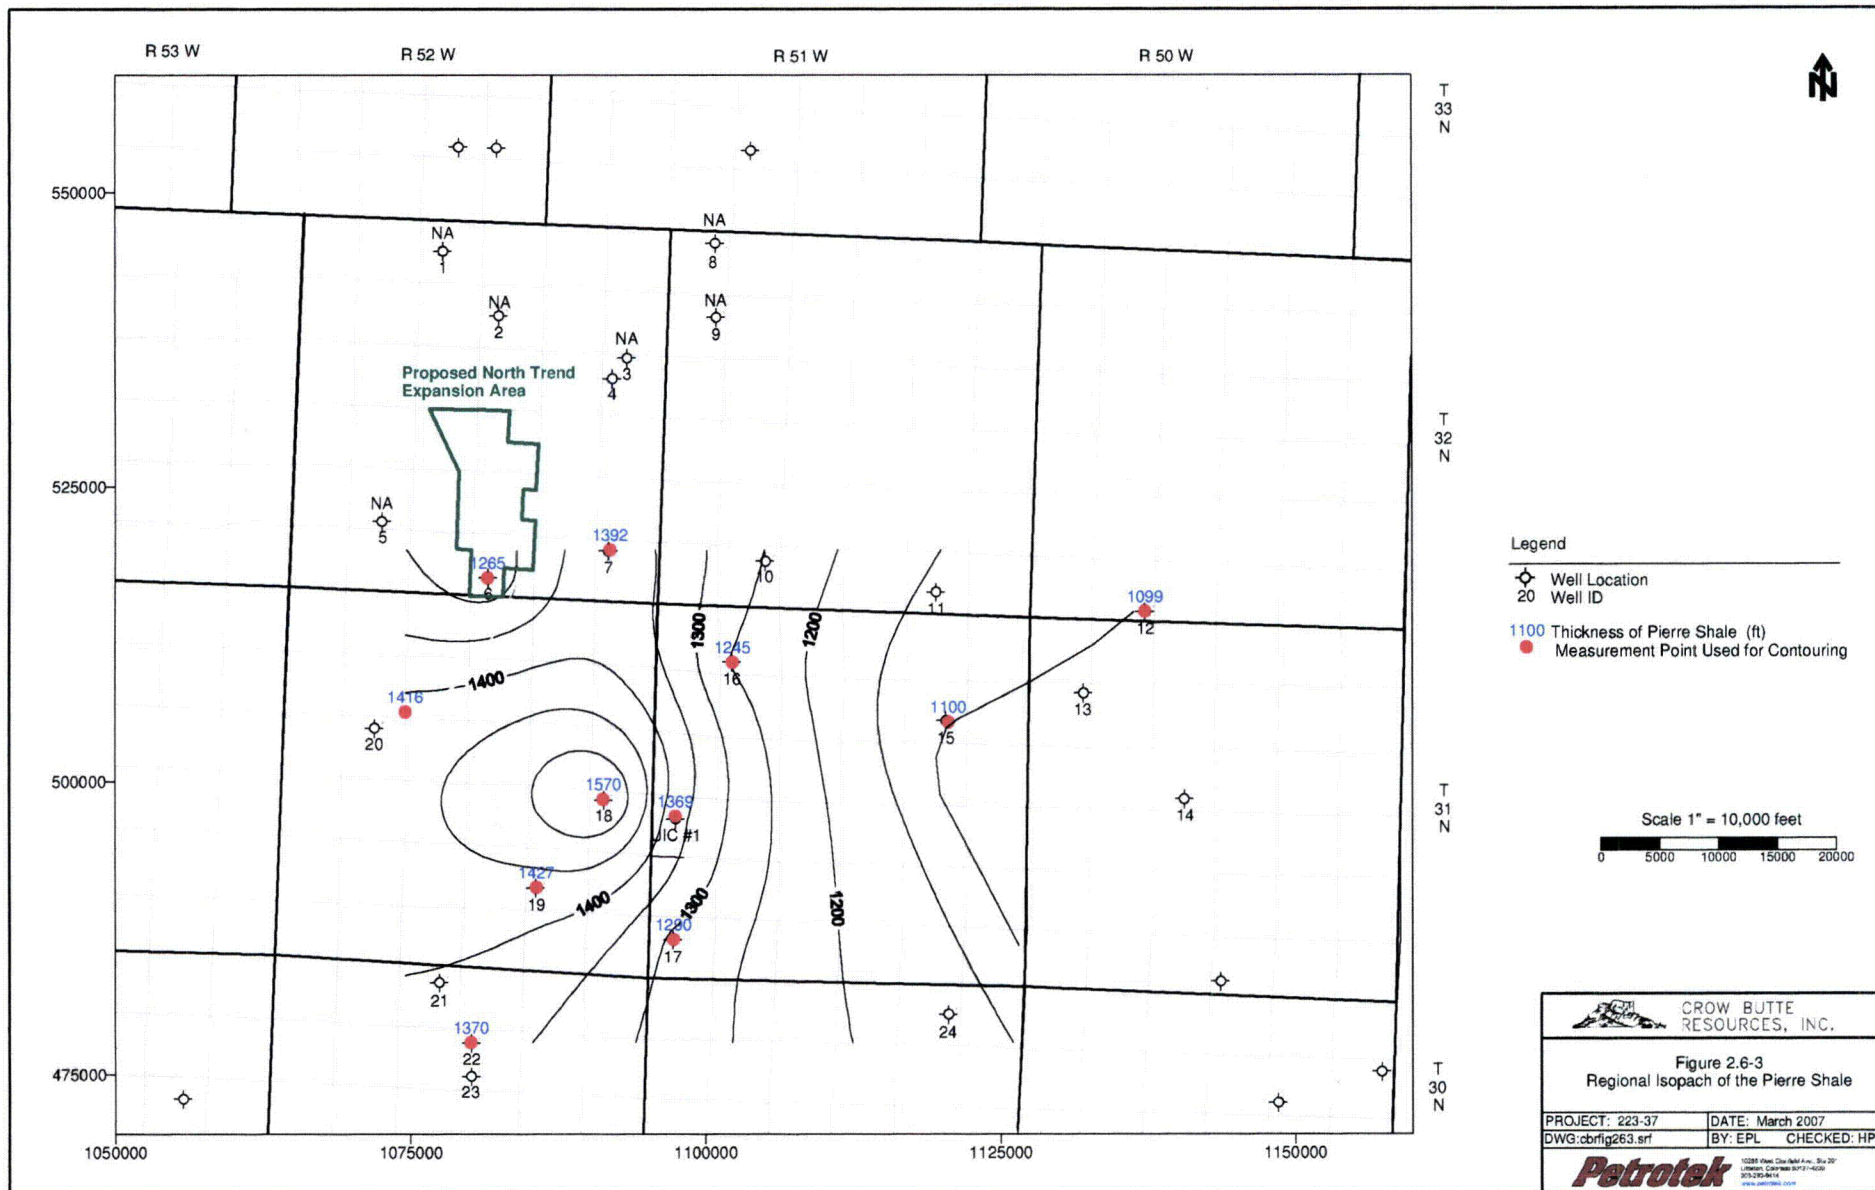 R 53 W
R 52 W
R 51 W
R 50 W
T
33
N
550000
NA
1
NA
8
NA
2
NA
9
NA
3
4
Proposed North Trend
Expansion Area
T
32
N
525000
NA
5
1392
7
1265
6
10
11
1099
12
1300
1200
1245
16
1400
1416
20
1100
15
13
500000
1570
18
1369
UIC #1
14
T
31
N
1427
19
1400
1300
1200
1290
17
21
24
1370
22
23
475000
T
30
N
1050000
1075000
1100000
1125000
1150000
Legend
Well Location
20 Well ID
1100 Thickness of Pierre Shale (ft)
Measurement Point Used for Contouring
Scale 1" = 10,000 feet
0 5000 10000 15000 20000
CROW BUTTE
RESOURCES, INC.
Figure 2.6-3
Regional Isopach of the Pierre Shale
PROJECT: 223-37
DATE: March 2007
DWG:cbrfig263.srf
BY: EPL CHECKED: HP
Petrotek
www.petrotek.com